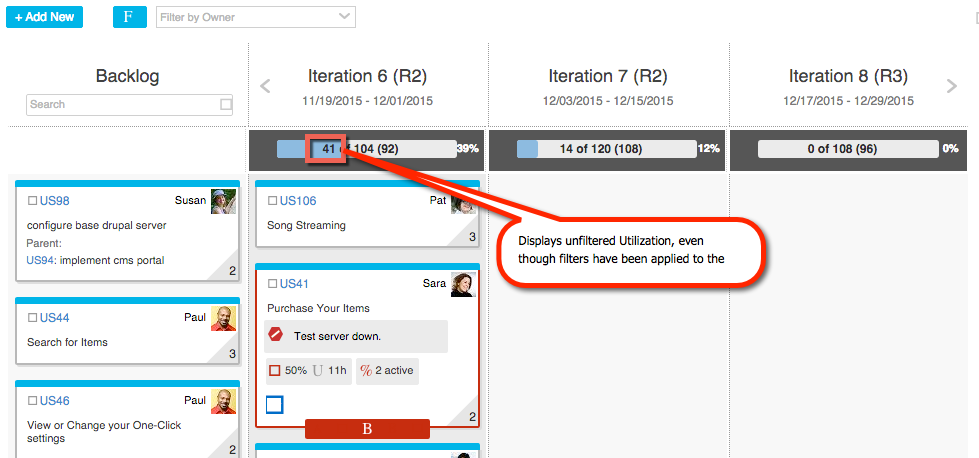 + Add New
F
Filter by Owner
Backlog
Search
Iteration 6 (R2)
11/19/2015 - 12/01/2015
Iteration 7 (R2)
12/03/2015 - 12/15/2015
Iteration 8 (R3)
12/17/2015 - 12/29/2015
41 of 104 (92)
39%
14 of 120 (108)
12%
0 of 108 (96)
0%
US98
Susan
configure base drupal server
Parent:
US94: implement cms portal
2
US44
Paul
Search for Items
3
US46
Paul
View or Change your One-Click
settings
2
US106
Pat
Song Streaming
3
US41
Sara
Purchase Your Items
Test server down.
50% U 11h
% 2 active
2
B
Displays unfiltered Utilization, even
though filters have been applied to the